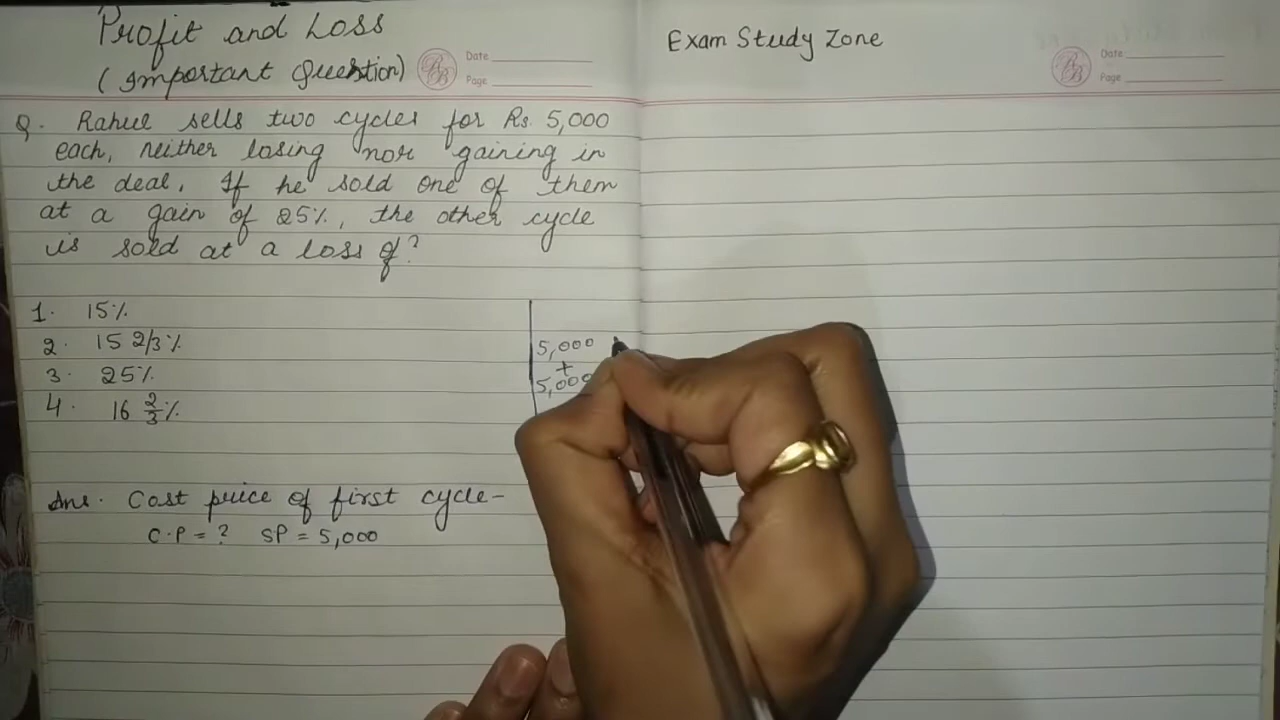 Profit and Loss
(Important Question)
Date
Page
Q. Rahul sells two cycles for Rs. 5,000
each, neither losing nor gaining in
the deal. If he sold one of them
at a gain of 25%, the other cycle
is sold at a loss of?
1. 15%
2. 15 2/3%
3. 25%
4. 16 2/3%
5,000
+
5,000
Ans. Cost price of first cycle-
C.P = ? SP = 5,000
Exam Study Zone
Date
Page